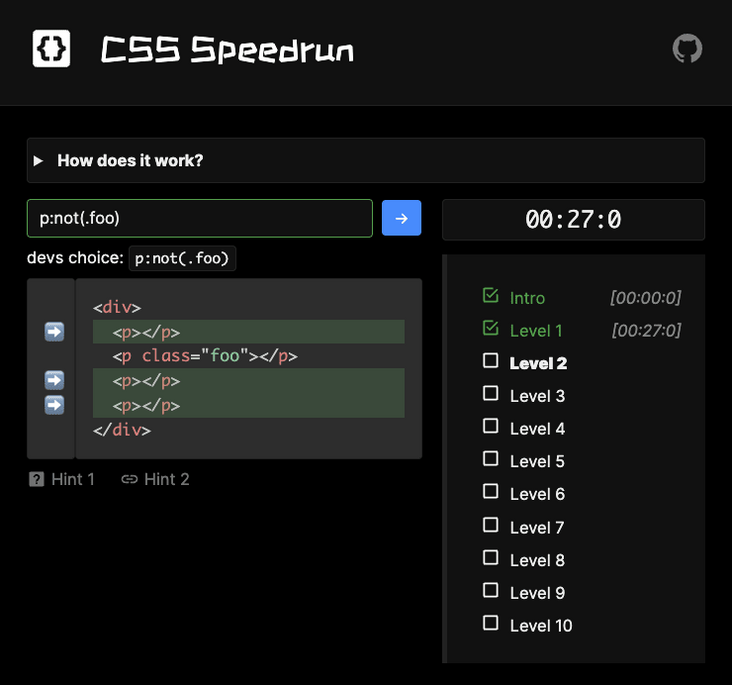 CSS Speedrun
How does it work?
p:not(.foo)
00:27:0
devs choice: p:not(.foo)
<div>
<p></p>
<p class="foo"></p>
<p></p>
<p></p>
</div>
Hint 1
Hint 2
Intro [00:00:0]
Level 1 [00:27:0]
Level 2
Level 3
Level 4
Level 5
Level 6
Level 7
Level 8
Level 9
Level 10